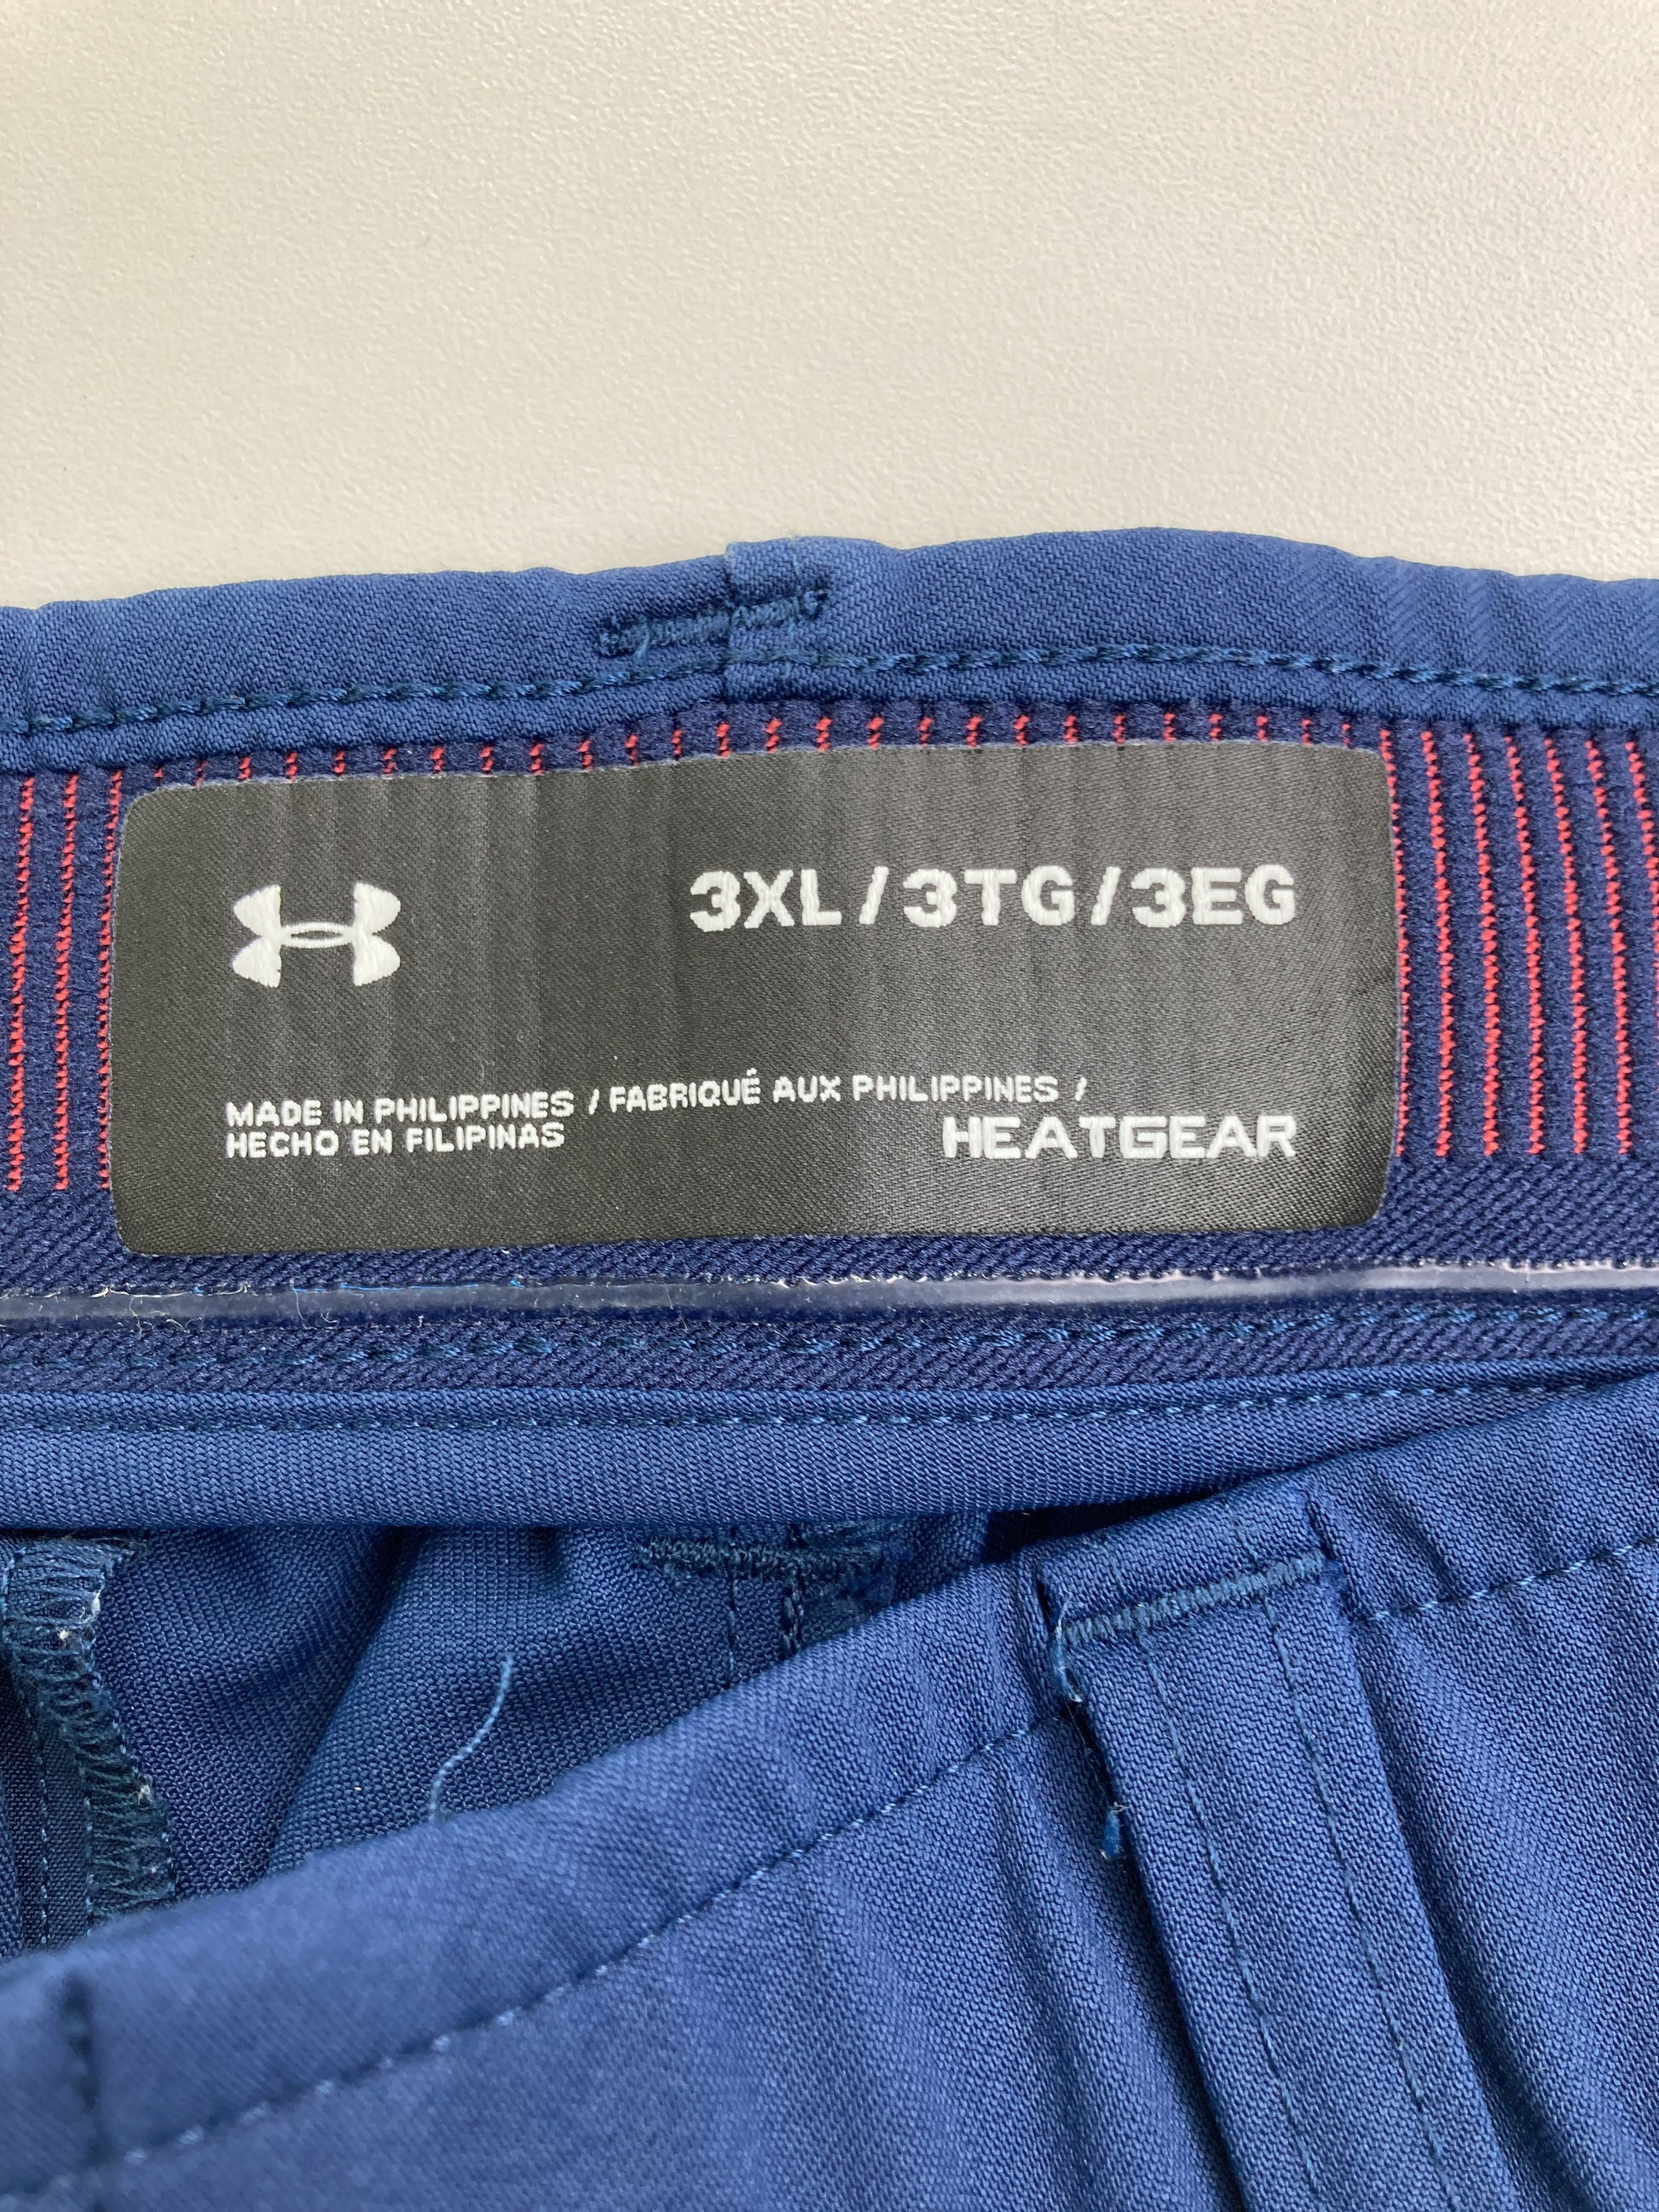 3XL / 3TG / 3EG
MADE IN PHILIPPINES / FABRIQUÉ AUX PHILIPPINES /
HECHO EN FILIPINAS
HEATGEAR